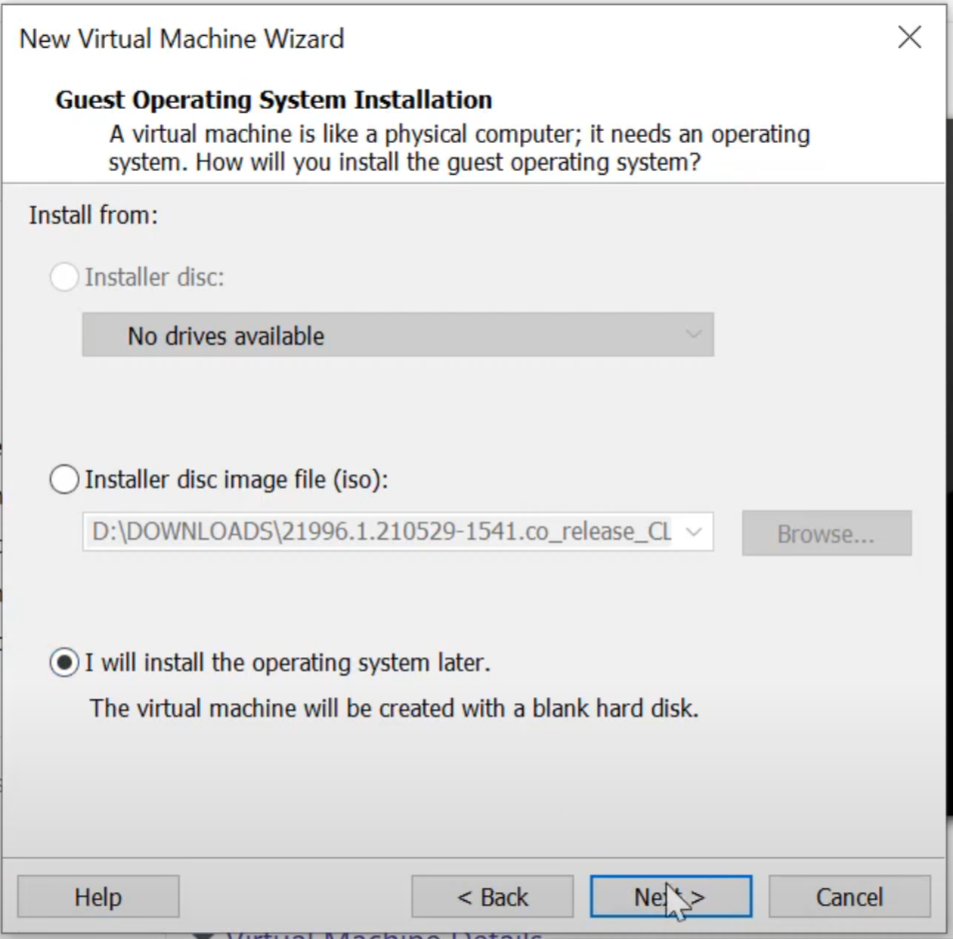 New Virtual Machine Wizard
Guest Operating System Installation
A virtual machine is like a physical computer; it needs an operating
system. How will you install the guest operating system?
Install from:
Installer disc:
No drives available
Installer disc image file (iso):
D:\DOWNLOADS\21996.1.210529-1541.co_release_CL
Browse...
I will install the operating system later.
The virtual machine will be created with a blank hard disk.
Help
< Back
Next >
Cancel
Virtual Machine Details